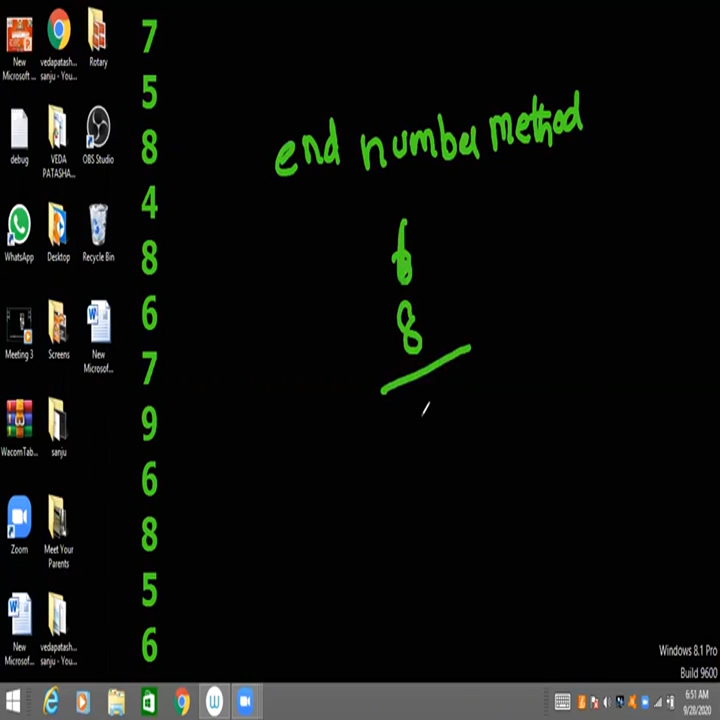 New Microsoft ...
vedapatash... sanju - You...
Rotary
debug
VEDA PATASHA...
OBS Studio
WhatsApp
Desktop
Recycle Bin
Meeting 3
Screens
New Microsof...
WacomTab...
sanju
Zoom
Meet Your Parents
New Microsof...
vedapatash... sanju - You...
7
5
8
4
8
6
7
9
6
8
5
6
end number method
6
8
Windows 8.1 Pro
Build 9600
6:51 AM
9/28/2020